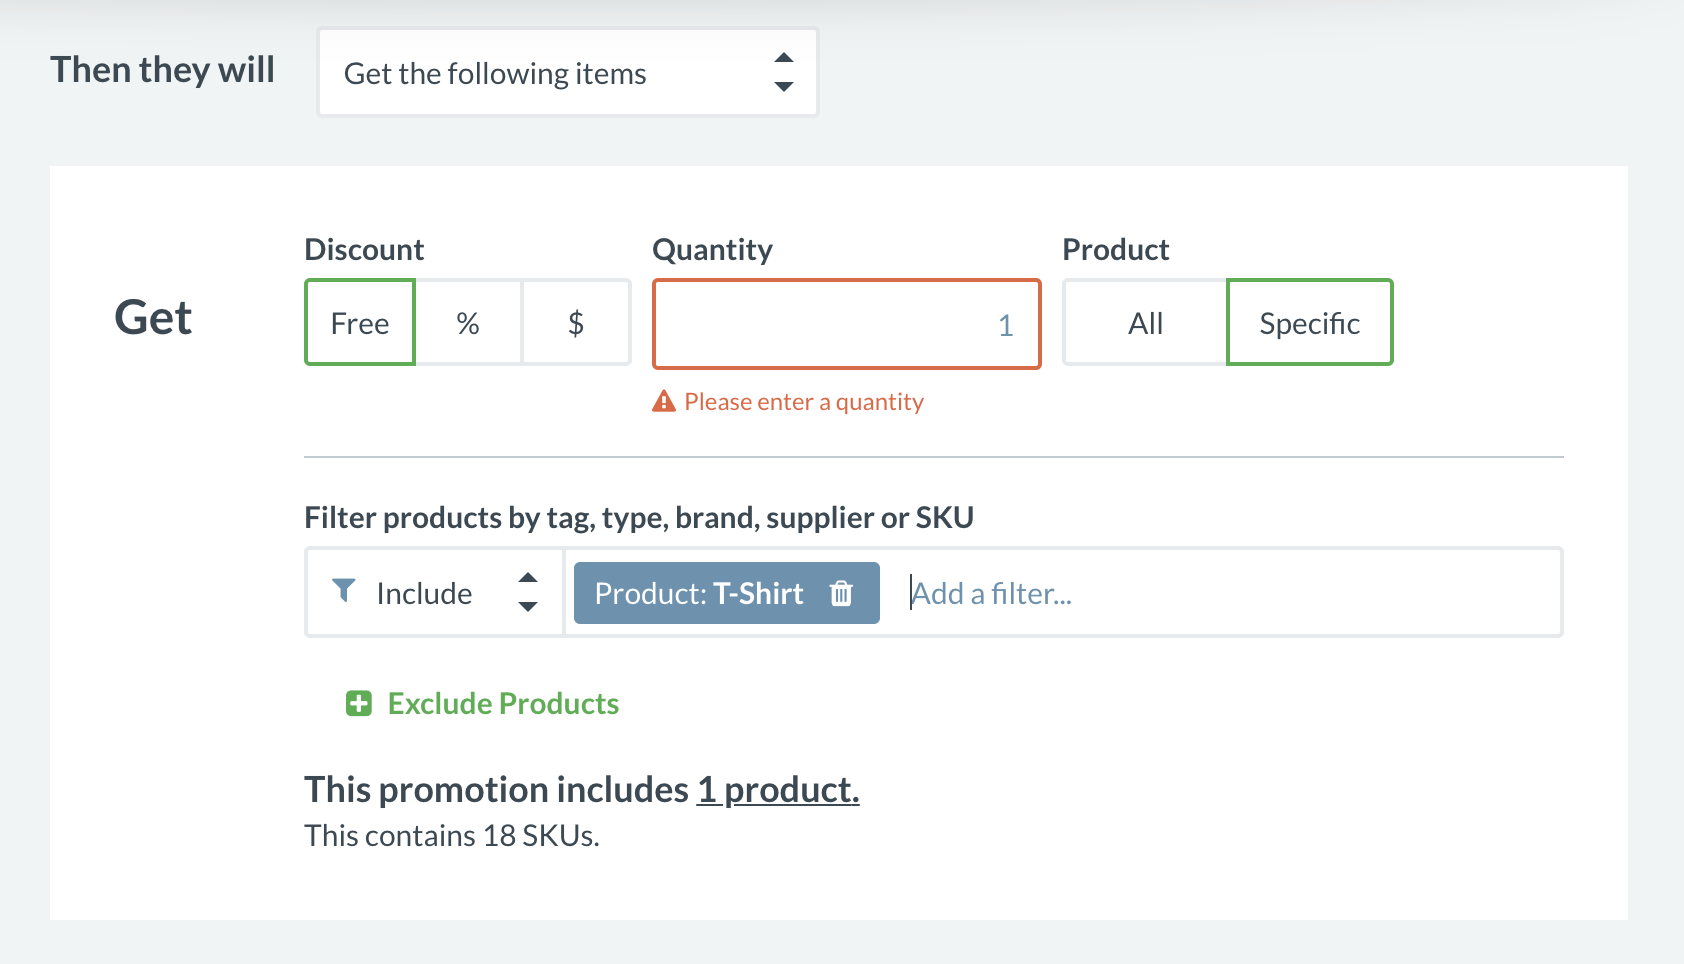 Then they will
Get the following items
Discount
Quantity
Product
Get
Free
%
$
1
All
Specific
Please enter a quantity
Filter products by tag, type, brand, supplier or SKU
Include
Product: T-Shirt
Add a filter...
Exclude Products
This promotion includes 1 product.
This contains 18 SKUs.